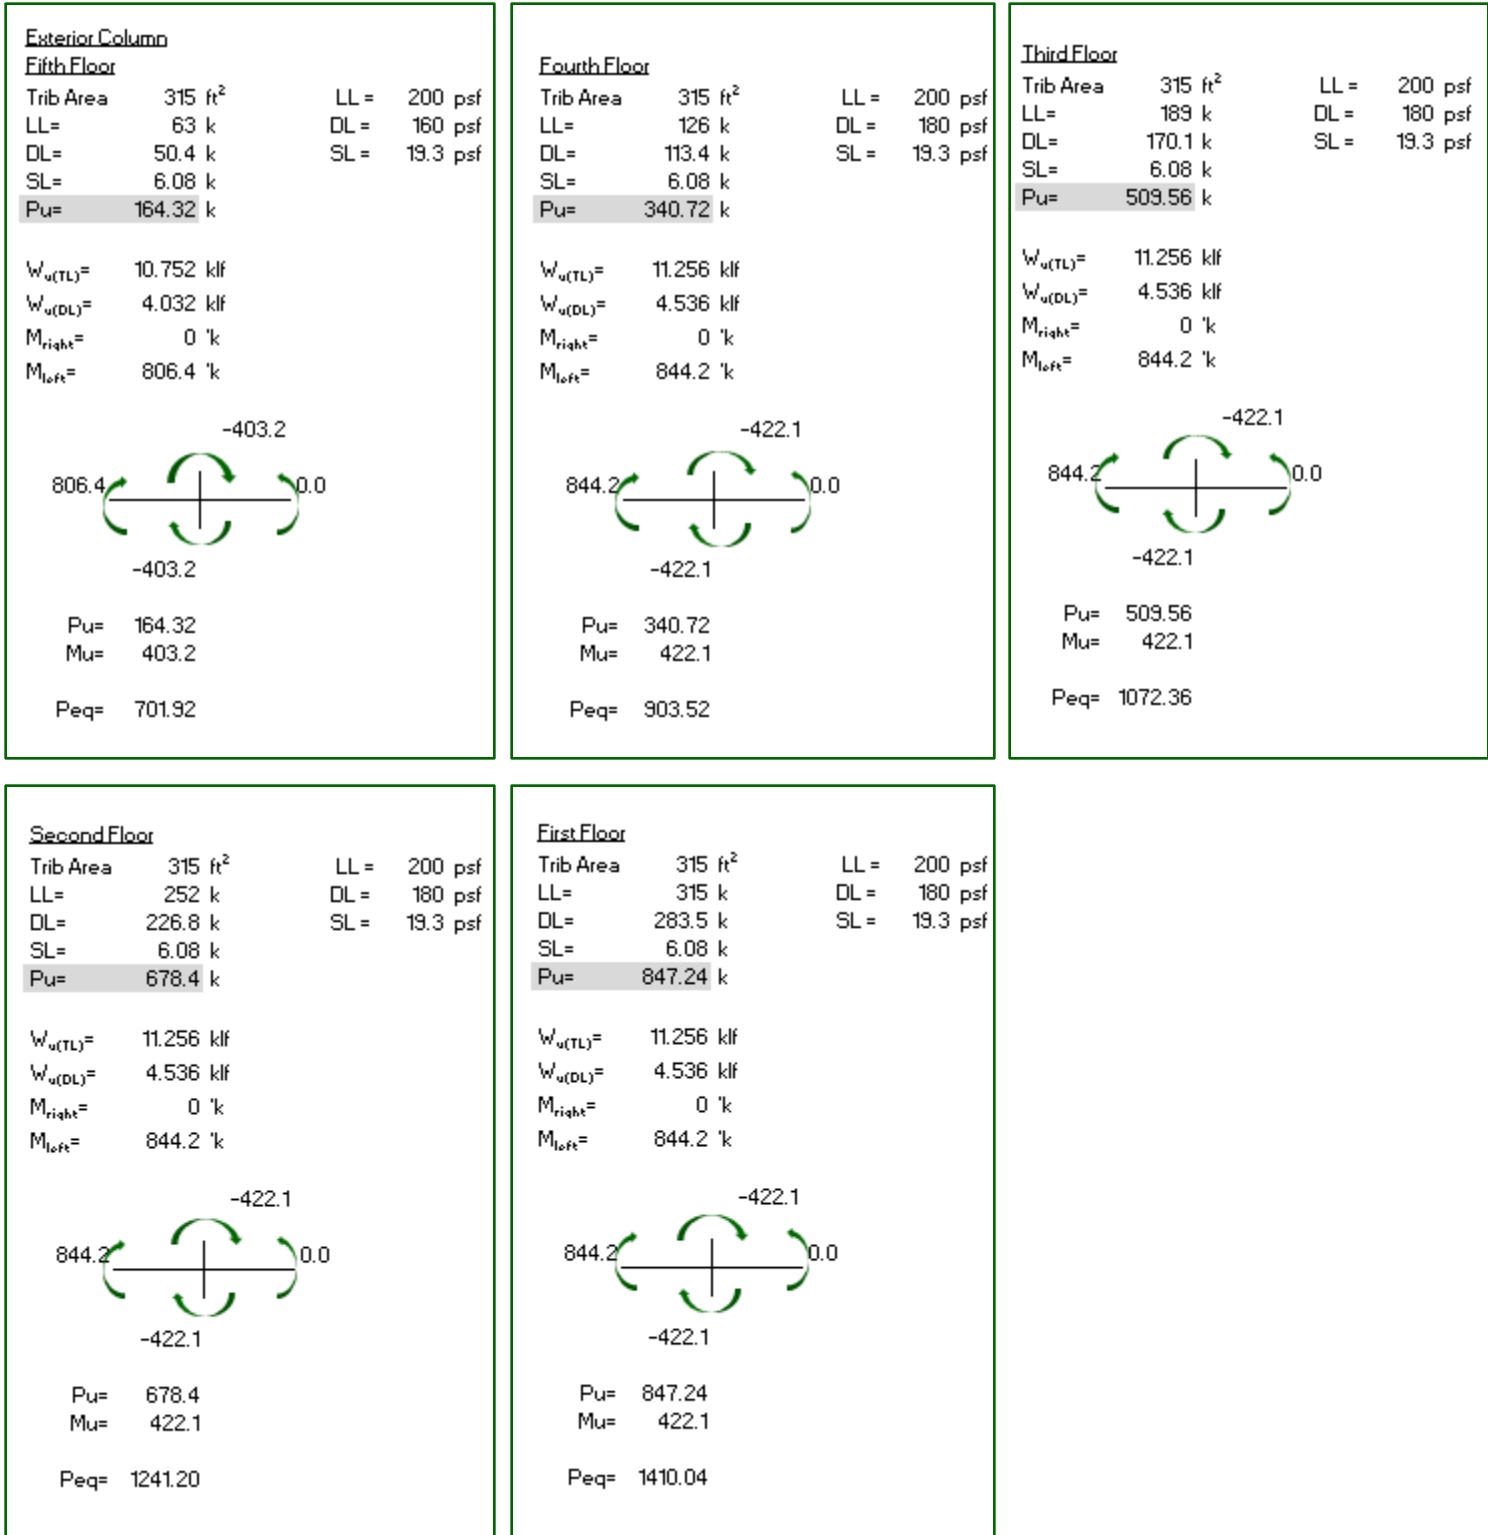 Exterior Column
Fifth Floor
Trib Area 315 ft² LL = 200 psf
LL= 63 k DL = 160 psf
DL= 50.4 k SL = 19.3 psf
SL= 6.08 k
Pu= 164.32 k
Wu(TL)= 10.752 klf
Wu(DL)= 4.032 klf
Mright= 0 'k
Mleft= 806.4 'k
-403.2
806.4 0.0
-403.2
Pu= 164.32
Mu= 403.2
Peq= 701.92
Fourth Floor
Trib Area 315 ft² LL = 200 psf
LL= 126 k DL = 180 psf
DL= 113.4 k SL = 19.3 psf
SL= 6.08 k
Pu= 340.72 k
Wu(TL)= 11.256 klf
Wu(DL)= 4.536 klf
Mright= 0 'k
Mleft= 844.2 'k
-422.1
844.2 0.0
-422.1
Pu= 340.72
Mu= 422.1
Peq= 903.52
Third Floor
Trib Area 315 ft² LL = 200 psf
LL= 189 k DL = 180 psf
DL= 170.1 k SL = 19.3 psf
SL= 6.08 k
Pu= 509.56 k
Wu(TL)= 11.256 klf
Wu(DL)= 4.536 klf
Mright= 0 'k
Mleft= 844.2 'k
-422.1
844.2 0.0
-422.1
Pu= 509.56
Mu= 422.1
Peq= 1072.36
Second Floor
Trib Area 315 ft² LL = 200 psf
LL= 252 k DL = 180 psf
DL= 226.8 k SL = 19.3 psf
SL= 6.08 k
Pu= 678.4 k
Wu(TL)= 11.256 klf
Wu(DL)= 4.536 klf
Mright= 0 'k
Mleft= 844.2 'k
-422.1
844.2 0.0
-422.1
Pu= 678.4
Mu= 422.1
Peq= 1241.20
First Floor
Trib Area 315 ft² LL = 200 psf
LL= 315 k DL = 180 psf
DL= 283.5 k SL = 19.3 psf
SL= 6.08 k
Pu= 847.24 k
Wu(TL)= 11.256 klf
Wu(DL)= 4.536 klf
Mright= 0 'k
Mleft= 844.2 'k
-422.1
844.2 0.0
-422.1
Pu= 847.24
Mu= 422.1
Peq= 1410.04